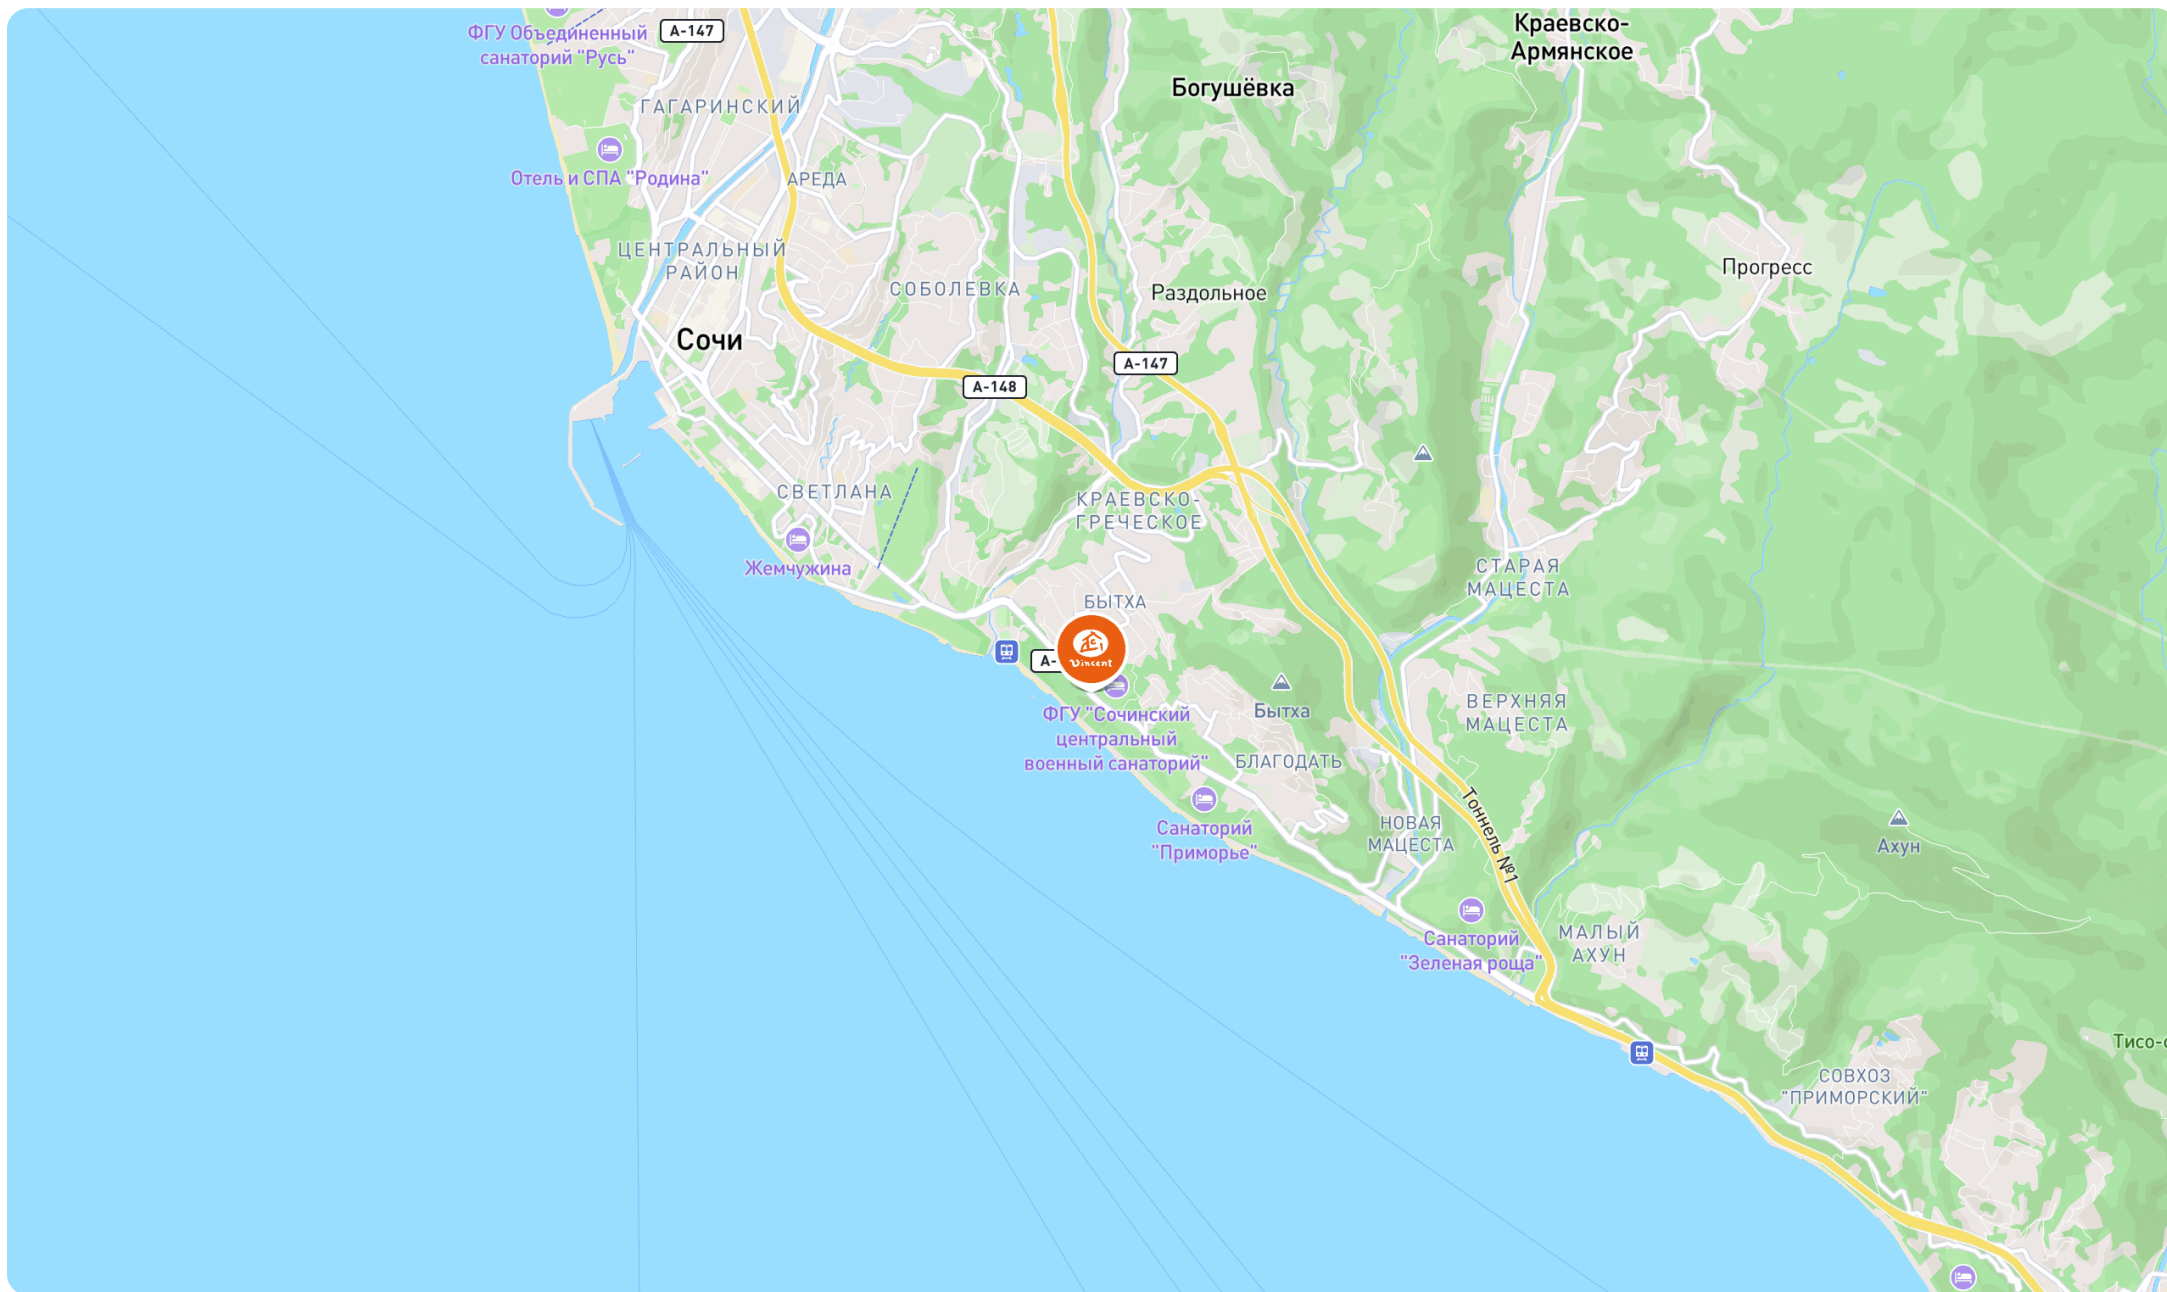 ФГУ Объединенный
санаторий "Русь"
А-147
Краевско-
Армянское
Богушёвка
ГАГАРИНСКИЙ
Отель и СПА "Родина"
АРЕДА
ЦЕНТРАЛЬНЫЙ
РАЙОН
СОБОЛЕВКА
Раздольное
Прогресс
Сочи
А-147
А-148
СВЕТЛАНА
КРАЕВСКО-
ГРЕЧЕСКОЕ
Жемчужина
СТАРАЯ
МАЦЕСТА
БЫТХА
Vincent
А-
ФГУ "Сочинский
центральный
военный санаторий"
Бытха
ВЕРХНЯЯ
МАЦЕСТА
БЛАГОДАТЬ
Санаторий
"Приморье"
НОВАЯ
МАЦЕСТА
Тоннель №1
Ахун
Санаторий
"Зеленая роща"
МАЛЫЙ
АХУН
Тисо-с
СОВХОЗ
"ПРИМОРСКИЙ"